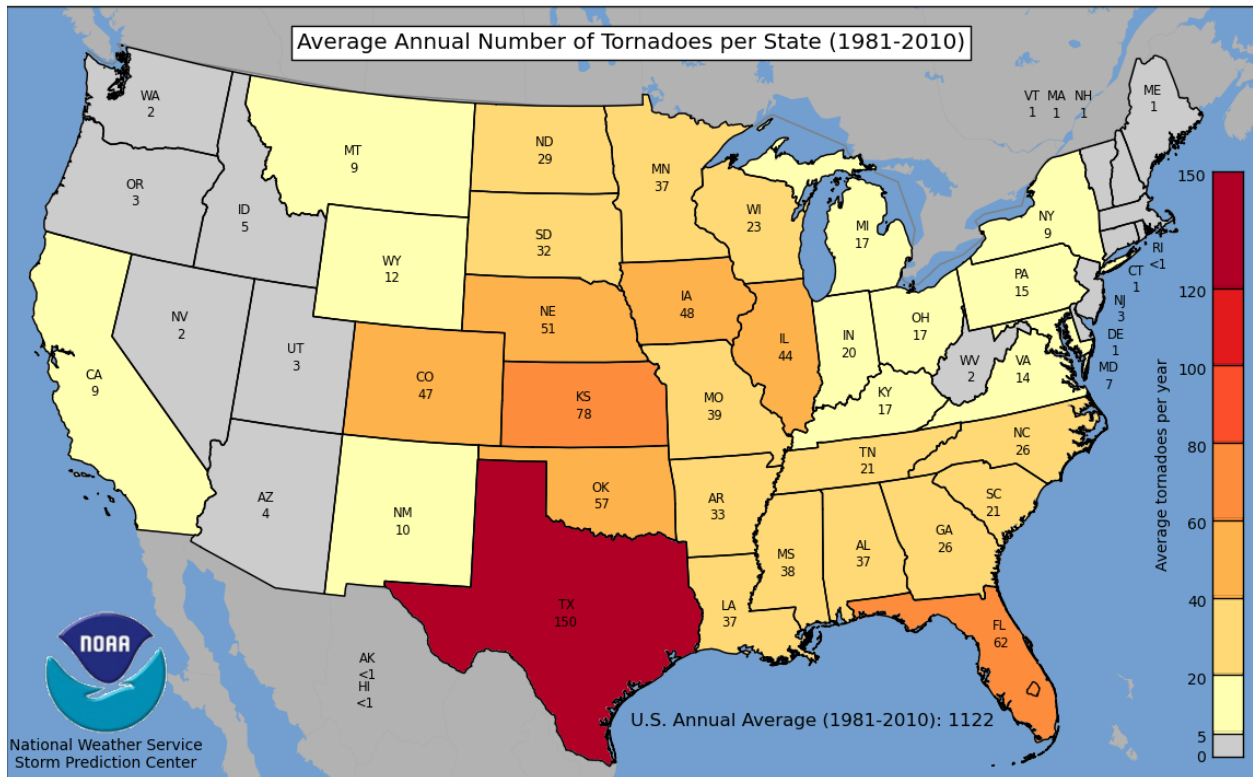 Average Annual Number of Tornadoes per State (1981-2010)
WA
2
OR
3
ID
5
MT
9
ND
29
MN
37
WI
23
MI
17
VT MA NH
1 1 1
ME
1
NY
9
RI
<1
CT
1
NJ
3
DE
1
MD
7
PA
15
SD
32
WY
12
NE
51
IA
48
IL
44
IN
20
OH
17
WV
2
VA
14
KY
17
CA
9
NV
2
UT
3
CO
47
KS
78
MO
39
TN
21
NC
26
SC
21
AZ
4
NM
10
OK
57
AR
33
MS
38
AL
37
GA
26
TX
150
LA
37
FL
62
AK
<1
HI
<1
Average tornadoes per year
150
120
100
80
60
40
20
5
0
U.S. Annual Average (1981-2010): 1122
NOAA
National Weather Service
Storm Prediction Center